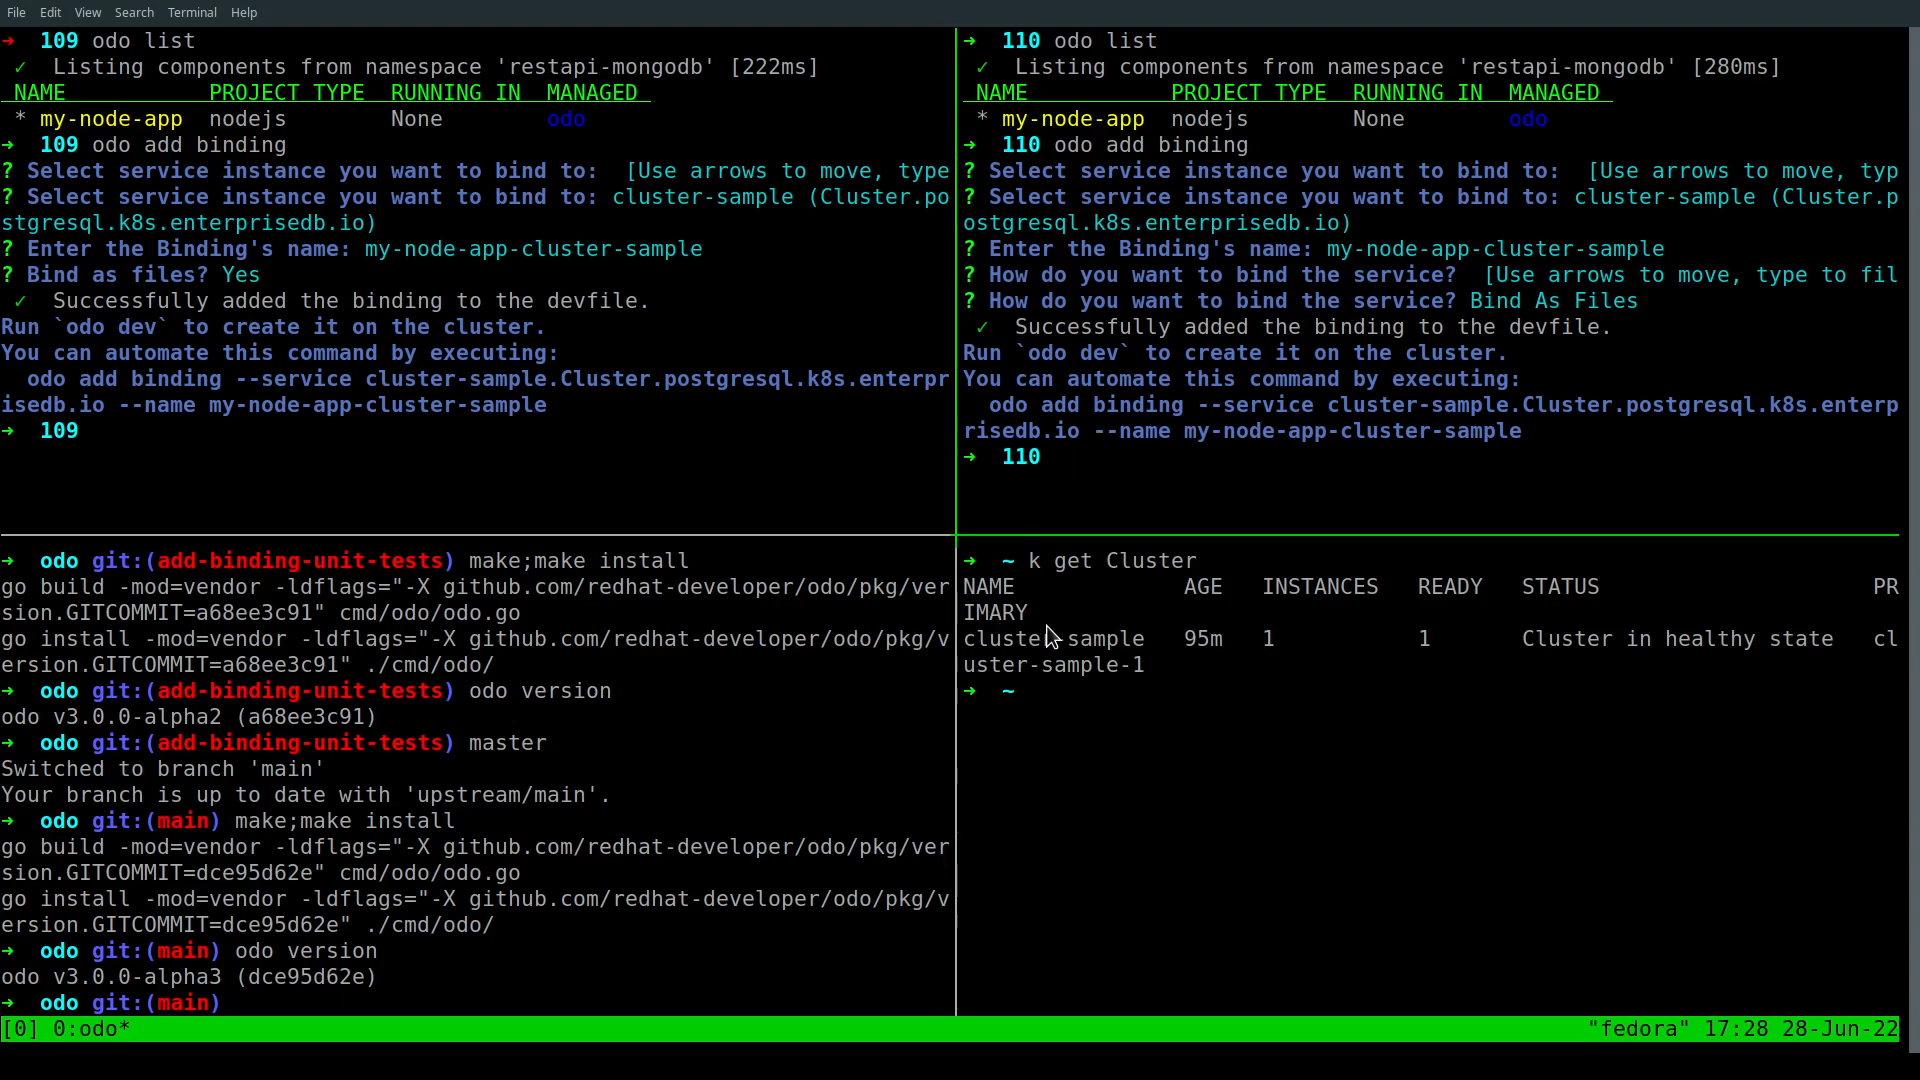 File Edit View Search Terminal Help
➜  109 odo list
 ✓  Listing components from namespace 'restapi-mongodb' [222ms]
 NAME           PROJECT TYPE  RUNNING IN  MANAGED
 * my-node-app  nodejs        None        odo
➜  109 odo add binding
? Select service instance you want to bind to:  [Use arrows to move, type
? Select service instance you want to bind to: cluster-sample (Cluster.po
stgresql.k8s.enterprisedb.io)
? Enter the Binding's name: my-node-app-cluster-sample
? Bind as files? Yes
 ✓  Successfully added the binding to the devfile.
Run `odo dev` to create it on the cluster.
You can automate this command by executing:
  odo add binding --service cluster-sample.Cluster.postgresql.k8s.enterpr
isedb.io --name my-node-app-cluster-sample
➜  109
➜  110 odo list
 ✓  Listing components from namespace 'restapi-mongodb' [280ms]
 NAME           PROJECT TYPE  RUNNING IN  MANAGED
 * my-node-app  nodejs        None        odo
➜  110 odo add binding
? Select service instance you want to bind to:  [Use arrows to move, typ
? Select service instance you want to bind to: cluster-sample (Cluster.p
ostgresql.k8s.enterprisedb.io)
? Enter the Binding's name: my-node-app-cluster-sample
? How do you want to bind the service?  [Use arrows to move, type to fil
? How do you want to bind the service? Bind As Files
 ✓  Successfully added the binding to the devfile.
Run `odo dev` to create it on the cluster.
You can automate this command by executing:
  odo add binding --service cluster-sample.Cluster.postgresql.k8s.enterp
risedb.io --name my-node-app-cluster-sample
➜  110
➜  odo git:(add-binding-unit-tests) make;make install
go build -mod=vendor -ldflags="-X github.com/redhat-developer/odo/pkg/ver
sion.GITCOMMIT=a68ee3c91" cmd/odo/odo.go
go install -mod=vendor -ldflags="-X github.com/redhat-developer/odo/pkg/v
ersion.GITCOMMIT=a68ee3c91" ./cmd/odo/
➜  odo git:(add-binding-unit-tests) odo version
odo v3.0.0-alpha2 (a68ee3c91)
➜  odo git:(add-binding-unit-tests) master
Switched to branch 'main'
Your branch is up to date with 'upstream/main'.
➜  odo git:(main) make;make install
go build -mod=vendor -ldflags="-X github.com/redhat-developer/odo/pkg/ver
sion.GITCOMMIT=dce95d62e" cmd/odo/odo.go
go install -mod=vendor -ldflags="-X github.com/redhat-developer/odo/pkg/v
ersion.GITCOMMIT=dce95d62e" ./cmd/odo/
➜  odo git:(main) odo version
odo v3.0.0-alpha3 (dce95d62e)
➜  odo git:(main)
➜  ~ k get Cluster
NAME             AGE   INSTANCES   READY   STATUS                     PR
IMARY
cluster-sample   95m   1           1       Cluster in healthy state   cl
uster-sample-1
➜  ~
[0] 0:odo*    "fedora" 17:28 28-Jun-22